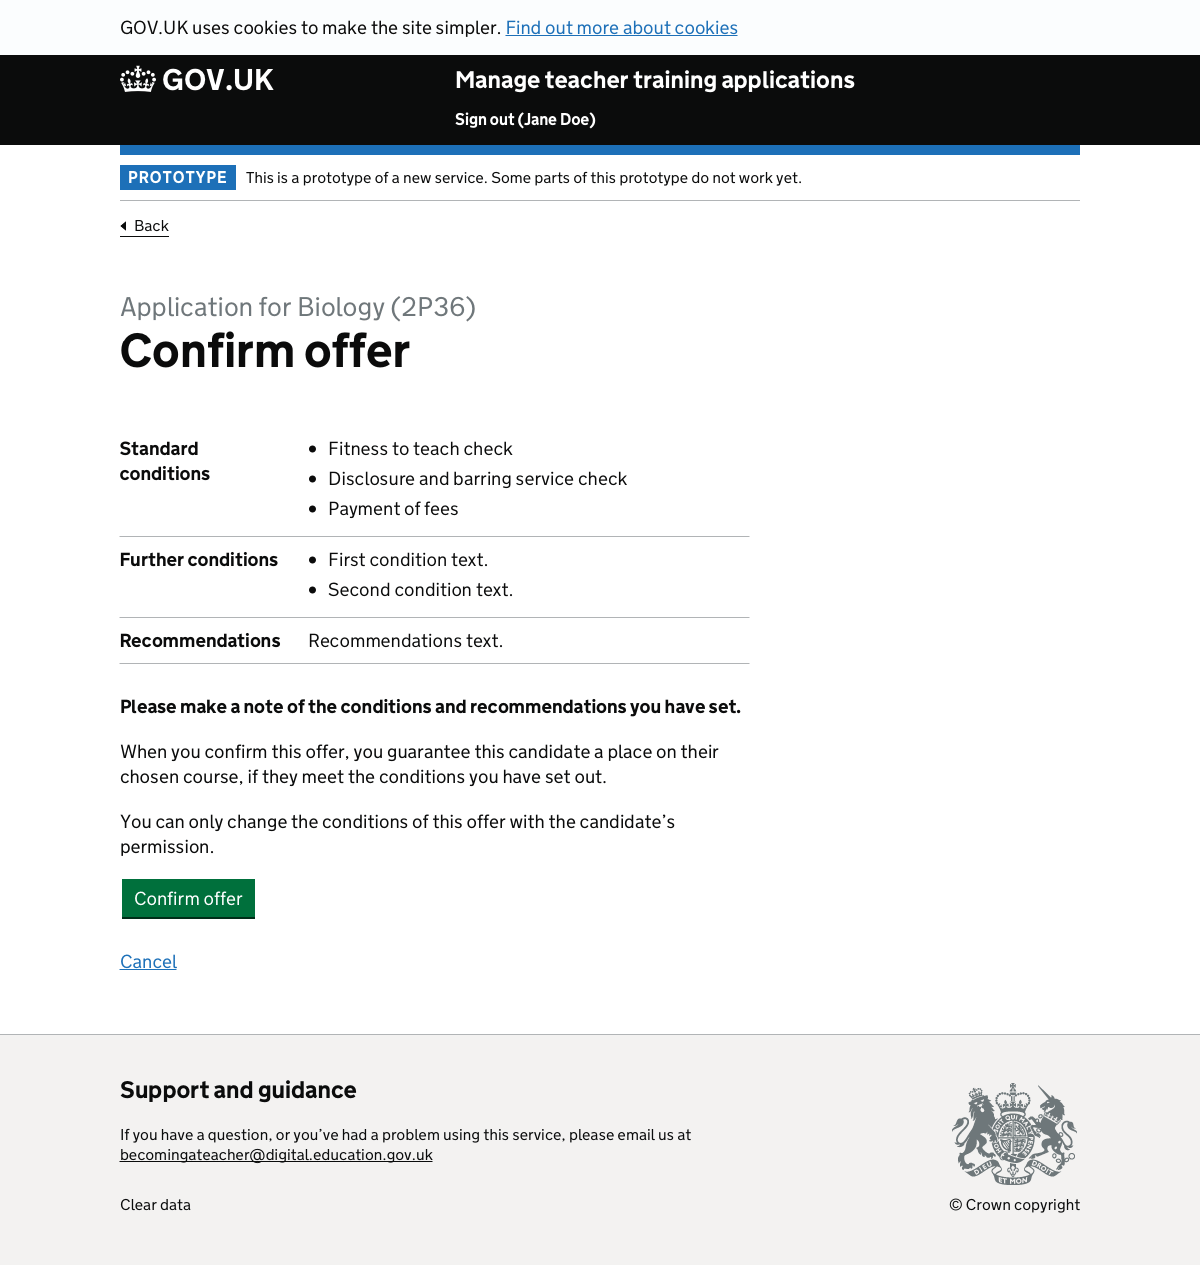 GOV.UK uses cookies to make the site simpler. Find out more about cookies
GOV.UK
Manage teacher training applications
Sign out (Jane Doe)
PROTOTYPE This is a prototype of a new service. Some parts of this prototype do not work yet.
Back
Application for Biology (2P36)
Confirm offer
Standard
conditions
• Fitness to teach check
• Disclosure and barring service check
• Payment of fees
Further conditions
• First condition text.
• Second condition text.
Recommendations
Recommendations text.
Please make a note of the conditions and recommendations you have set.
When you confirm this offer, you guarantee this candidate a place on their
chosen course, if they meet the conditions you have set out.
You can only change the conditions of this offer with the candidate’s
permission.
Confirm offer
Cancel
Support and guidance
If you have a question, or you’ve had a problem using this service, please email us at
becomingateacher@digital.education.gov.uk
Clear data
DIEU ET MON DROIT
© Crown copyright